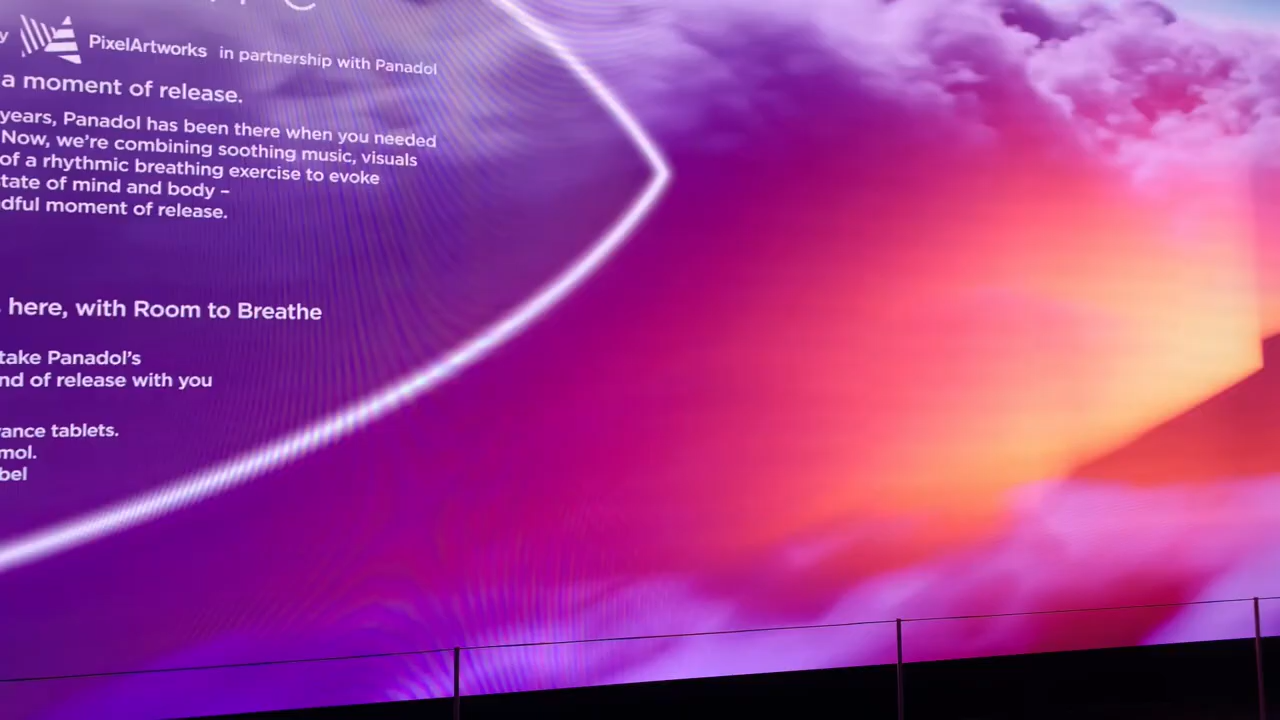 y PixelArtworks in partnership with Panadol
a moment of release.
years, Panadol has been there when you needed
Now, we're combining soothing music, visuals
of a rhythmic breathing exercise to evoke
tate of mind and body –
dful moment of release.
here, with Room to Breathe
take Panadol's
nd of release with you
ance tablets.
mol.
bel